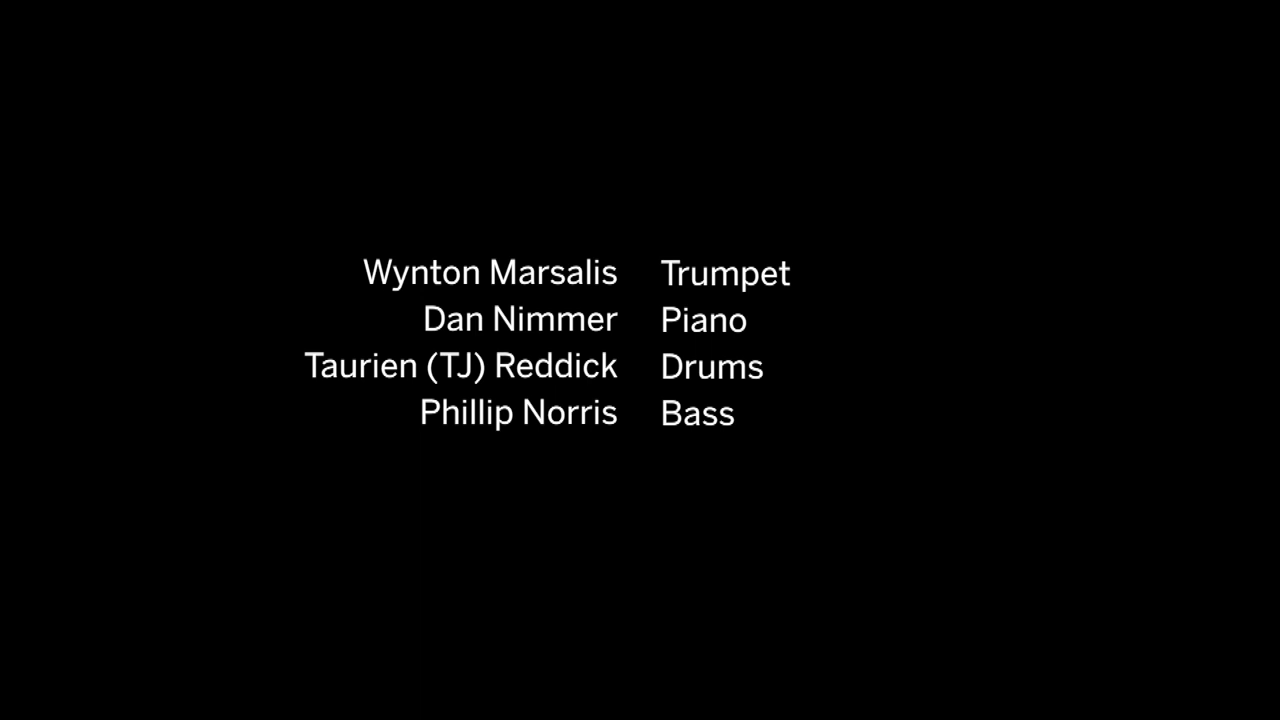 Wynton Marsalis Trumpet
Dan Nimmer Piano
Taurien (TJ) Reddick Drums
Phillip Norris Bass